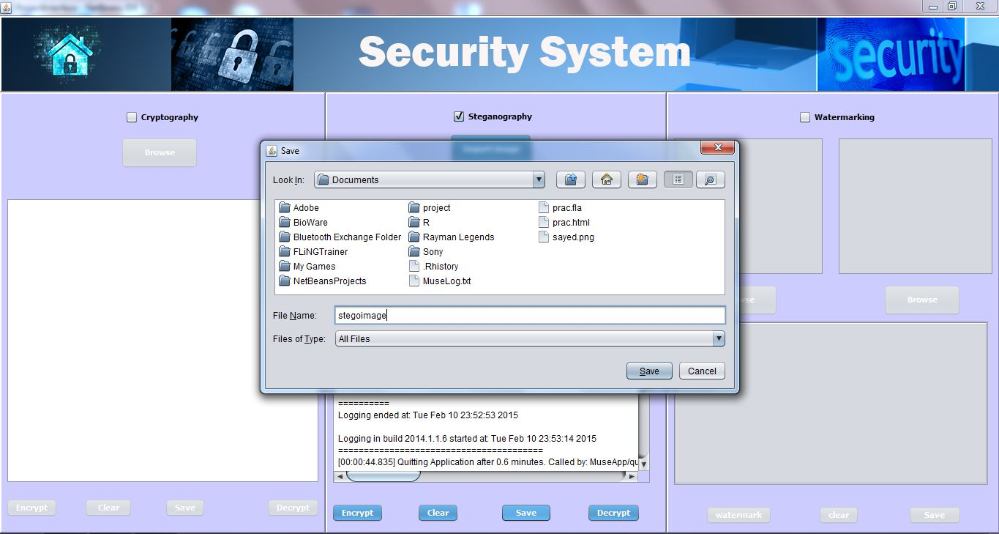 Security System
security
Cryptography
Browse
Steganography
Watermarking
Save
Look In:
Documents
Adobe
BioWare
Bluetooth Exchange Folder
FLiNGTrainer
My Games
NetBeansProjects
project
R
Rayman Legends
Sony
.Rhistory
MuseLog.txt
prac.fla
prac.html
sayed.png
File Name:
stegoimage
Files of Type:
All Files
Save
Cancel
Browse
==========
Logging ended at: Tue Feb 10 23:52:53 2015
Logging in build 2014.1.1.6 started at: Tue Feb 10 23:53:14 2015
========================================
[00:00:44.835] Quitting Application after 0.6 minutes. Called by: MuseApp/qu
Encrypt
Clear
Save
Decrypt
Encrypt
Clear
Save
Decrypt
watermark
clear
Save